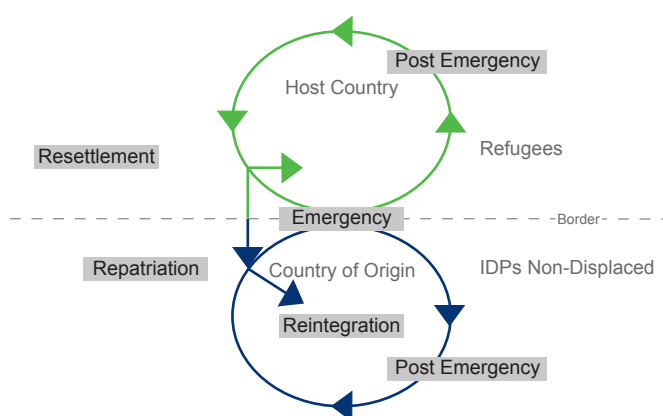 Post Emergency
Host Country
Refugees
Resettlement
Emergency
Border
Repatriation
Country of Origin
IDPs Non-Displaced
Reintegration
Post Emergency